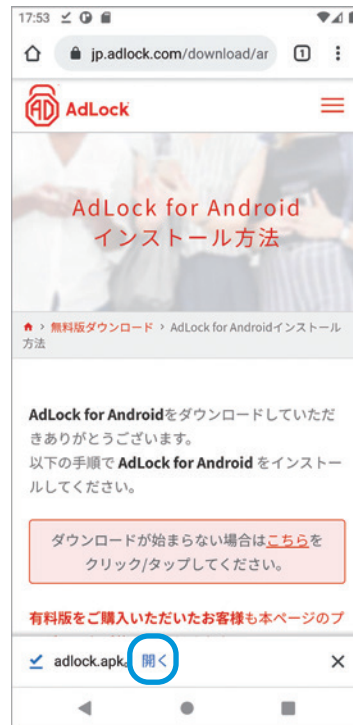 17:53
jp.adlock.com/download/ar
1
AD AdLock
AdLock for Android
インストール方法
> 無料版ダウンロード > AdLock for Androidインストール
方法
AdLock for Androidをダウンロードしていただ
きありがとうございます。
以下の手順で AdLock for Android をインストー
ルしてください。
ダウンロードが始まらない場合はこちらを
クリック/タップしてください。
有料版をご購入いただいたお客様も本ページのプ
adlock.apk。 開く